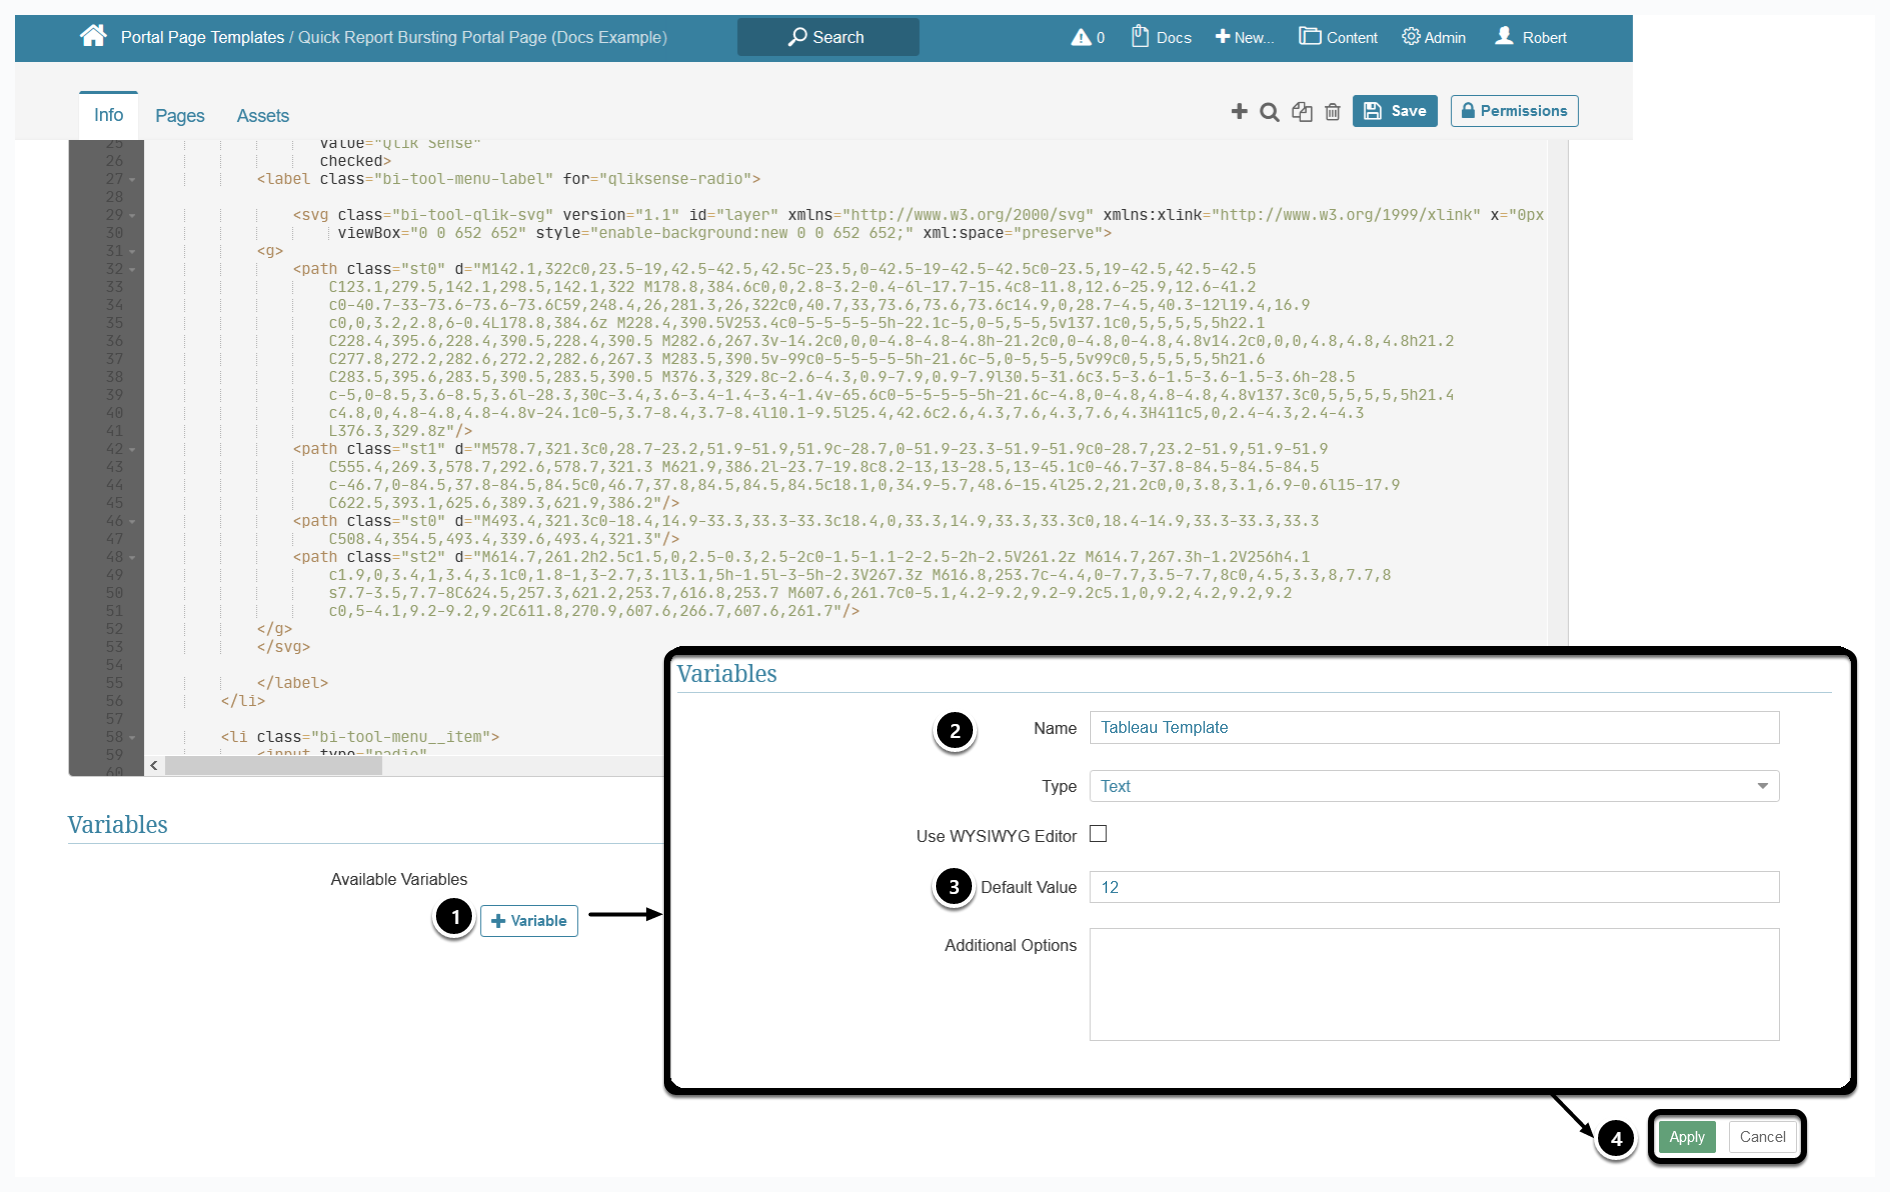 Portal Page Templates / Quick Report Bursting Portal Page (Docs Example)
Search
0
Docs
New...
Content
Admin
Robert
Info
Pages
Assets
Save
Permissions
25 value="Qlik Sense"
26 checked>
27 <label class="bi-tool-menu-label" for="qliksense-radio">
28
29 <svg class="bi-tool-qlik-svg" version="1.1" id="layer" xmlns="http://www.w3.org/2000/svg" xmlns:xlink="http://www.w3.org/1999/xlink" x="0px
30 viewBox="0 0 652 652" style="enable-background:new 0 0 652 652;" xml:space="preserve">
31 <g>
32 <path class="st0" d="M142.1,322c0,23.5-19,42.5-42.5,42.5c-23.5,0-42.5-19-42.5-42.5c0-23.5,19-42.5,42.5-42.5
33 C123.1,279.5,142.1,298.5,142.1,322 M178.8,384.6c0,0,2.8-3.2-0.4-6l-17.7-15.4c8-11.8,12.6-25.9,12.6-41.2
34 c0-40.7-33-73.6-73.6-73.6C59,248.4,26,281.3,26,322c0,40.7,33,73.6,73.6,73.6c14.9,0,28.7-4.5,40.3-12l19.4,16.9
35 c0,0,3.2,2.8,6-0.4L178.8,384.6z M228.4,390.5V253.4c0-5-5-5-5-5h-22.1c-5,0-5,5-5,5v137.1c0,5,5,5,5,5h22.1
36 C228.4,395.6,228.4,390.5,228.4,390.5 M282.6,267.3v-14.2c0,0,0-4.8-4.8-4.8h-21.2c0,0-4.8,0-4.8,4.8v14.2c0,0,0,4.8,4.8,4.8h21.2
37 C277.8,272.2,282.6,272.2,282.6,267.3 M283.5,390.5v-99c0-5-5-5-5-5h-21.6c-5,0-5,5-5,5v99c0,5,5,5,5,5h21.6
38 C283.5,395.6,283.5,390.5,283.5,390.5 M376.3,329.8c-2.6-4.3,0.9-7.9,0.9-7.9l30.5-31.6c3.5-3.6-1.5-3.6-1.5-3.6h-28.5
39 c-5,0-8.5,3.6-8.5,3.6l-28.3,30c-3.4,3.6-3.4-1.4-3.4-1.4v-65.6c0-5-5-5-5-5h-21.6c-4.8,0-4.8,4.8-4.8,4.8v137.3c0,5,5,5,5,5h21.4
40 c4.8,0,4.8-4.8,4.8-4.8v-24.1c0-5,3.7-8.4,3.7-8.4l10.1-9.5l25.4,42.6c2.6,4.3,7.6,4.3,7.6,4.3H411c5,0,2.4-4.3,2.4-4.3
41 L376.3,329.8z"/>
42 <path class="st1" d="M578.7,321.3c0,28.7-23.2,51.9-51.9,51.9c-28.7,0-51.9-23.3-51.9-51.9c0-28.7,23.2-51.9,51.9-51.9
43 C555.4,269.3,578.7,292.6,578.7,321.3 M621.9,386.2l-23.7-19.8c8.2-13,13-28.5,13-45.1c0-46.7-37.8-84.5-84.5-84.5
44 c-46.7,0-84.5,37.8-84.5,84.5c0,46.7,37.8,84.5,84.5,84.5c18.1,0,34.9-5.7,48.6-15.4l25.2,21.2c0,0,3.8,3.1,6.9-0.6l15-17.9
45 C622.5,393.1,625.6,389.3,621.9,386.2"/>
46 <path class="st0" d="M493.4,321.3c0-18.4,14.9-33.3,33.3-33.3c18.4,0,33.3,14.9,33.3,33.3c0,18.4-14.9,33.3-33.3,33.3
47 C508.4,354.5,493.4,339.6,493.4,321.3"/>
48 <path class="st2" d="M614.7,261.2h2.5c1.5,0,2.5-0.3,2.5-2c0-1.5-1.1-2-2.5-2h-2.5V261.2z M614.7,267.3h-1.2V256h4.1
49 c1.9,0,3.4,1,3.4,3.1c0,1.8-1,3-2.7,3.1l3.1,5h-1.5l-3-5h-2.3V267.3z M616.8,253.7c-4.4,0-7.7,3.5-7.7,8c0,4.5,3.3,8,7.7,8
50 s7.7-3.5,7.7-8C624.5,257.3,621.2,253.7,616.8,253.7 M607.6,261.7c0-5.1,4.2-9.2,9.2-9.2c5.1,0,9.2,4.2,9.2,9.2
51 c0,5-4.1,9.2-9.2,9.2C611.8,270.9,607.6,266.7,607.6,261.7"/>
52 </g>
53 </svg>
54
55 </label>
56 </li>
57
58 <li class="bi-tool-menu__item">
59 <input type="radio"
60
Variables
Available Variables
1
Variable
Variables
2
Name
Tableau Template
Type
Text
Use WYSIWYG Editor
3
Default Value
12
Additional Options
4
Apply
Cancel